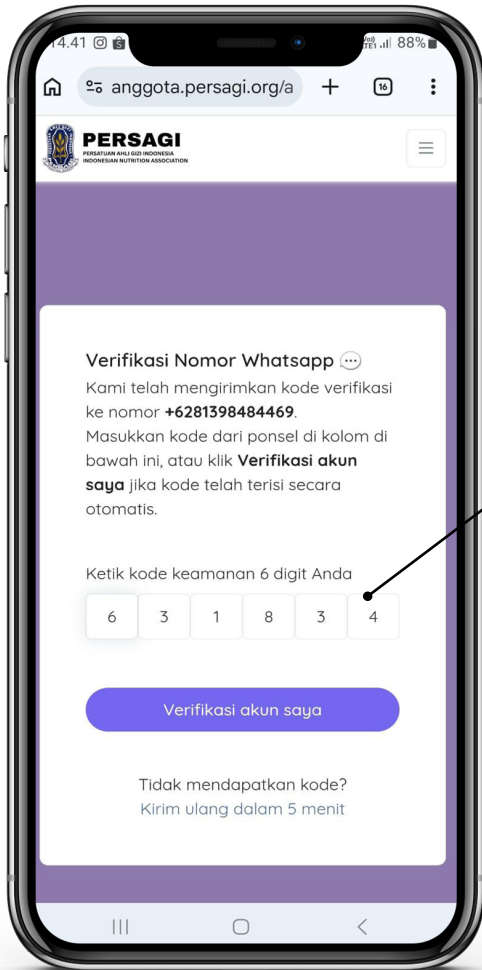 14.41
88%
anggota.persagi.org/a
16
PERSAGI
PERSATUAN AHLI GIZI INDONESIA
INDONESIAN NUTRITION ASSOCIATION
Verifikasi Nomor Whatsapp
Kami telah mengirimkan kode verifikasi
ke nomor +6281398484469.
Masukkan kode dari ponsel di kolom di
bawah ini, atau klik Verifikasi akun
saya jika kode telah terisi secara
otomatis.
Ketik kode keamanan 6 digit Anda
6 3 1 8 3 4
Verifikasi akun saya
Tidak mendapatkan kode?
Kirim ulang dalam 5 menit